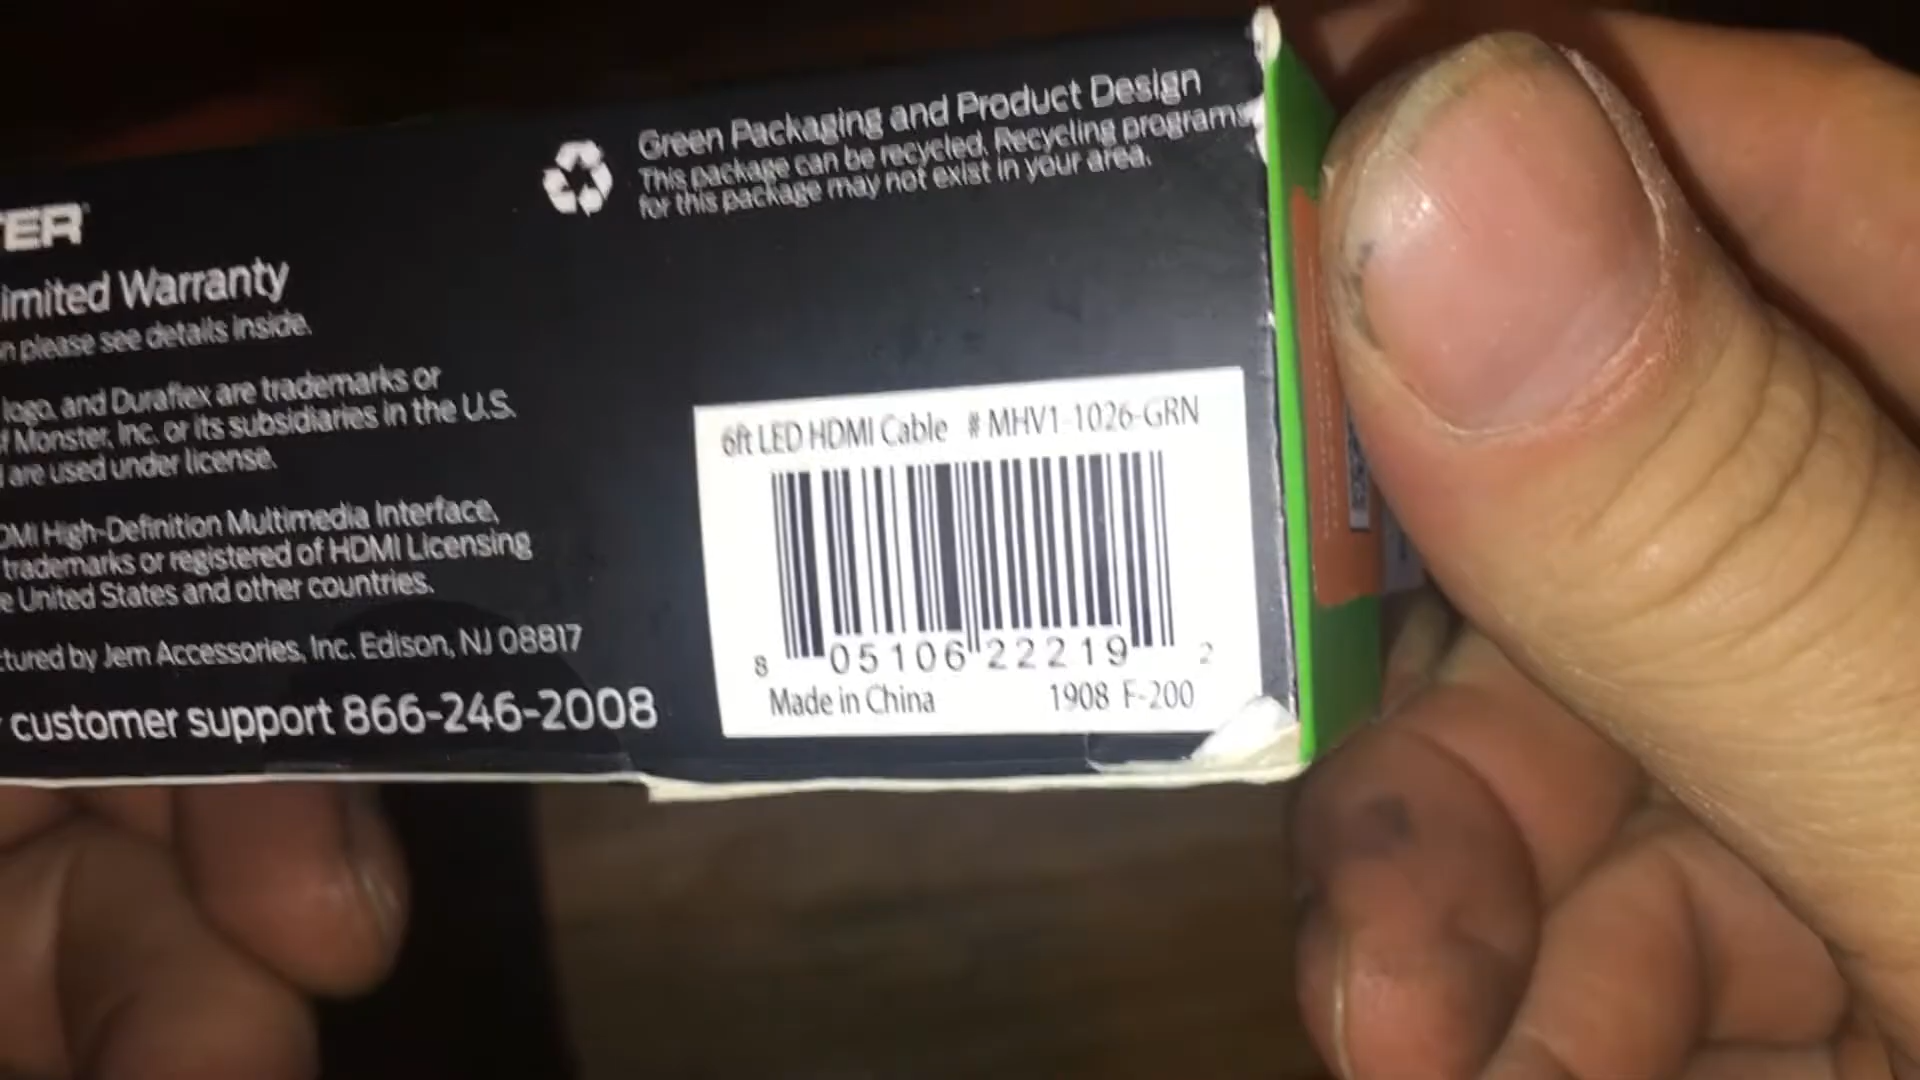 Green Packaging and Product Design
This package can be recycled. Recycling programs
for this package may not exist in your area.
TER
imited Warranty
n please see details inside.
logo, and Duraflex are trademarks or
f Monster, Inc. or its subsidiaries in the U.S.
are used under license.
DMI High-Definition Multimedia Interface,
trademarks or registered of HDMI Licensing
e United States and other countries.
ctured by Jem Accessories, Inc. Edison, NJ 08817
customer support 866-246-2008
6ft LED HDMI Cable # MHV1-1026-GRN
8 05106 22219 2
Made in China 1908 F-200